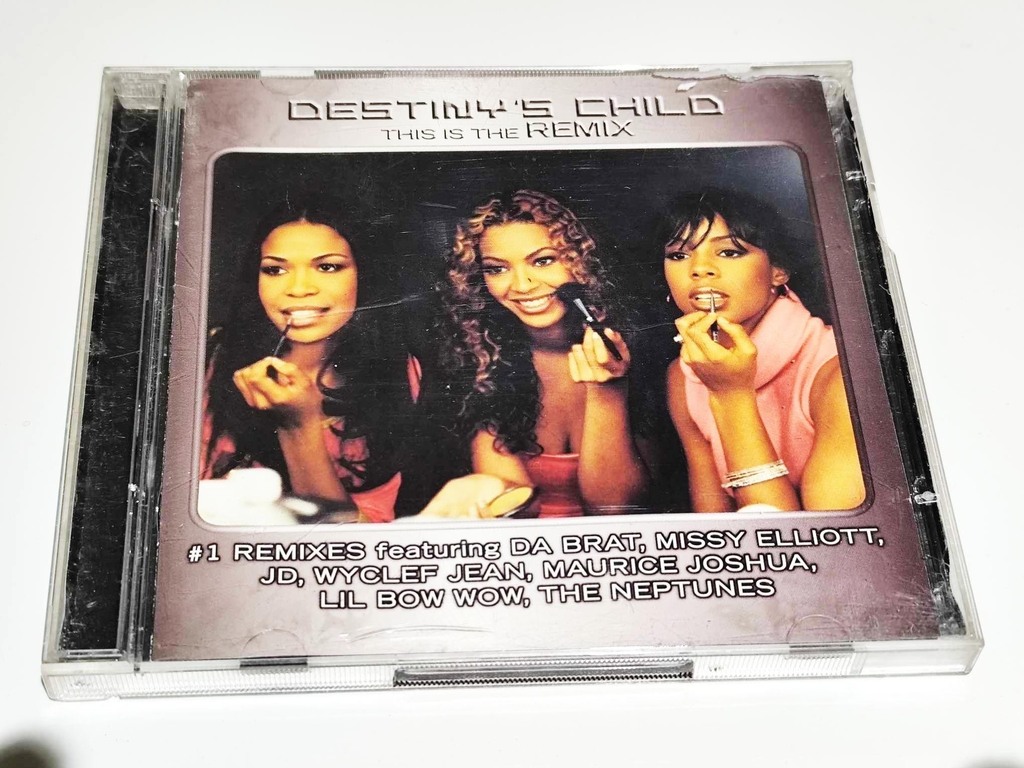 DESTINY'S CHILD
THIS IS THE REMIX
#1 REMIXES featuring DA BRAT, MISSY ELLIOTT,
JD, WYCLEF JEAN, MAURICE JOSHUA,
LIL BOW WOW, THE NEPTUNES